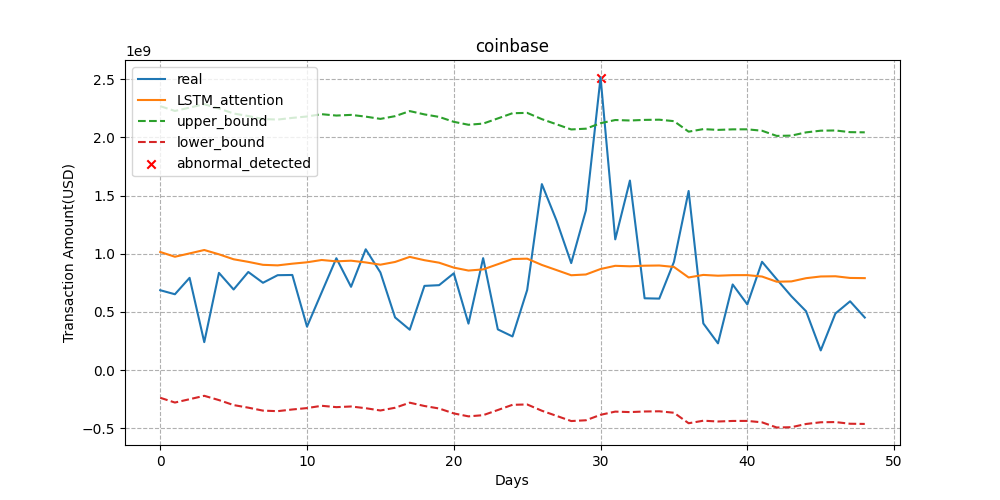 coinbase
1e9
2.5
2.0
1.5
1.0
0.5
0.0
−0.5
Transaction Amount(USD)
real
LSTM_attention
upper_bound
lower_bound
abnormal_detected
0 10 20 30 40 50
Days